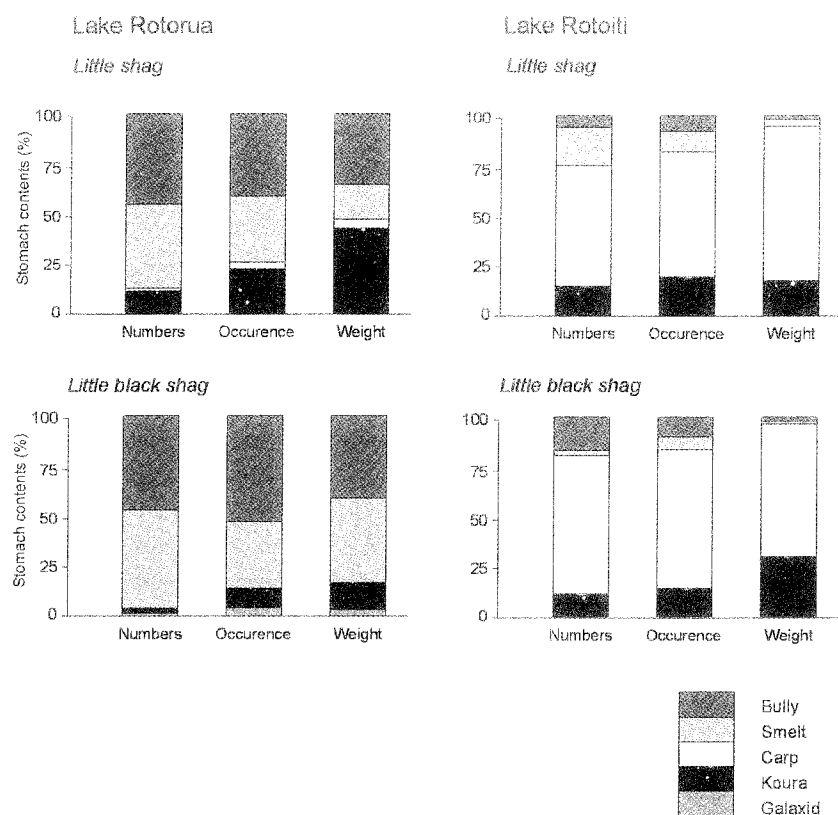 Lake Rotorua
Little shag
Stomach contents (%)
100
75
50
25
0
Numbers Occurence Weight
Lake Rotoiti
Little shag
100
75
50
25
0
Numbers Occurence Weight
Little black shag
Stomach contents (%)
100
75
50
25
0
Numbers Occurence Weight
Little black shag
100
75
50
25
0
Numbers Occurence Weight
Bully
Smelt
Carp
Koura
Galaxid